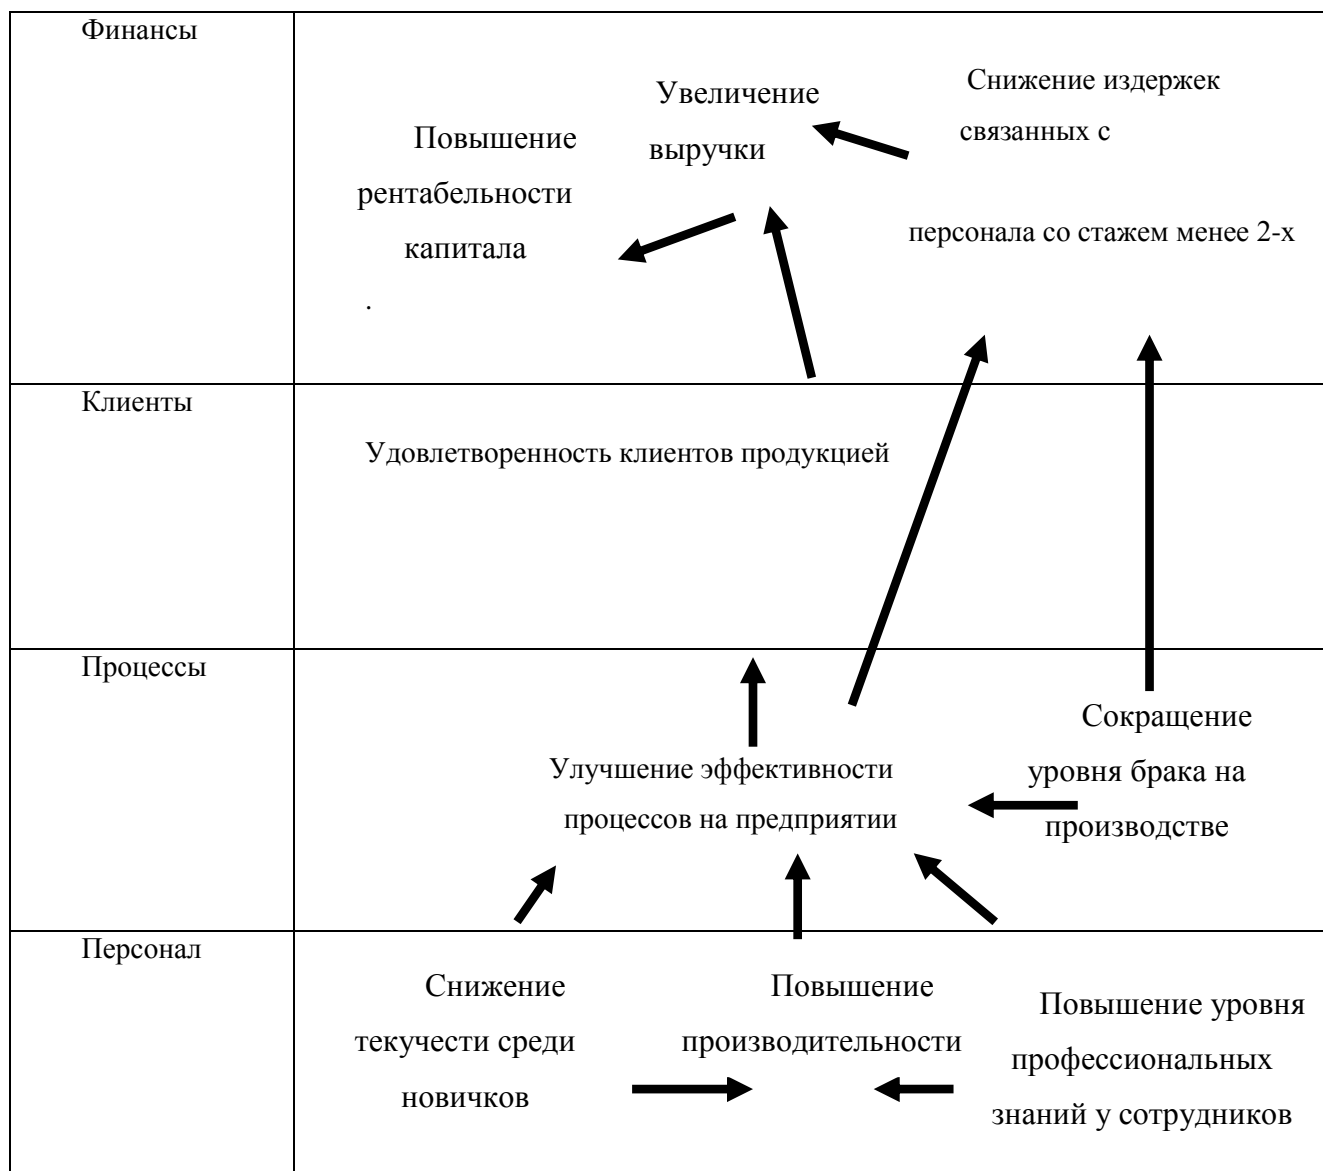 Финансы
Увеличение
выручки
Повышение
рентабельности
капитала
.
Снижение издержек
связанных с
персонала со стажем менее 2-х
Клиенты
Удовлетворенность клиентов продукцией
Процессы
Улучшение эффективности
процессов на предприятии
Сокращение
уровня брака на
производстве
Персонал
Снижение
текучести среди
новичков
Повышение
производительности
Повышение уровня
профессиональных
знаний у сотрудников